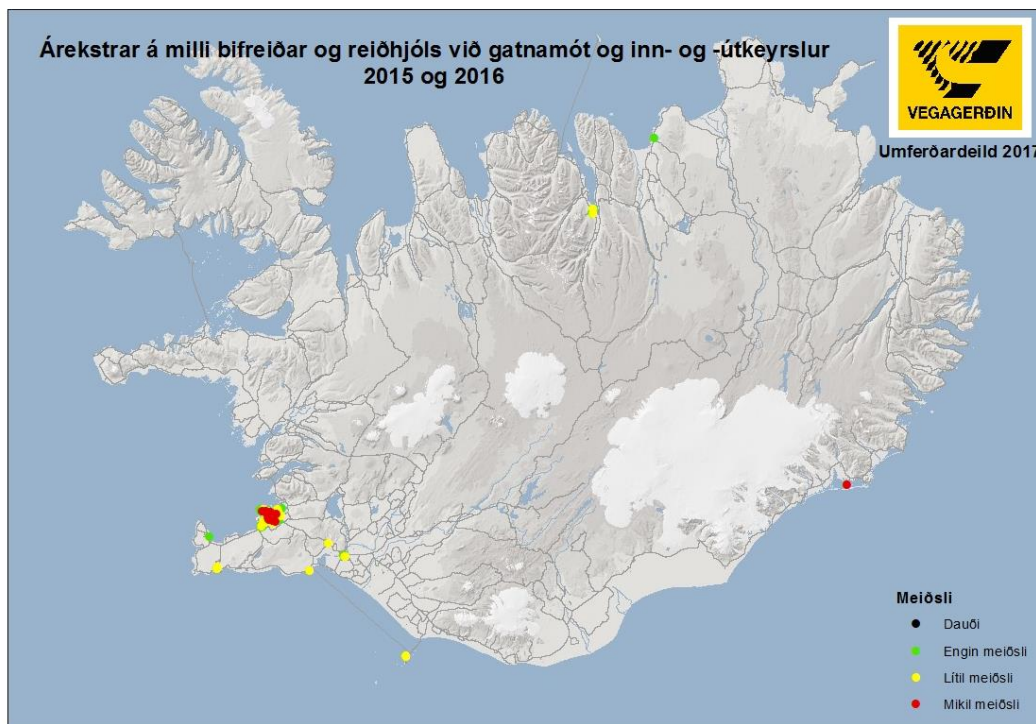 Árekstrar á milli bifreiðar og reiðhjóls við gatnamót og inn- og -útkeyrslur
2015 og 2016
VEGAGERÐIN
Umferðardeild 2017
Meiðsli
Dauði
Engin meiðsli
Lítil meiðsli
Mikil meiðsli